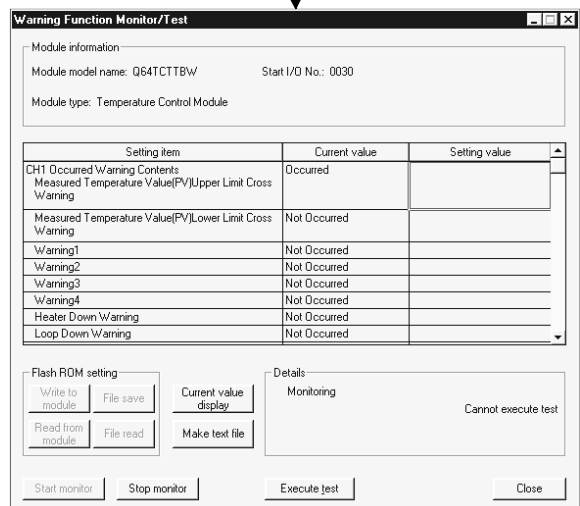 Warning Function Monitor/Test
Module information
Module model name: Q64TCTTBW Start I/O No.: 0030
Module type: Temperature Control Module
Setting item Current value Setting value
CH1 Occurred Warning Contents Occurred
Measured Temperature Value(PV)Upper Limit Cross
Warning
Measured Temperature Value(PV)Lower Limit Cross Not Occurred
Warning
Warning1 Not Occurred
Warning2 Not Occurred
Warning3 Not Occurred
Warning4 Not Occurred
Heater Down Warning Not Occurred
Loop Down Warning Not Occurred
Flash ROM setting
Write to
module
File save
Read from
module
File read
Current value
display
Make text file
Details
Monitoring
Cannot execute test
Start monitor Stop monitor Execute test Close